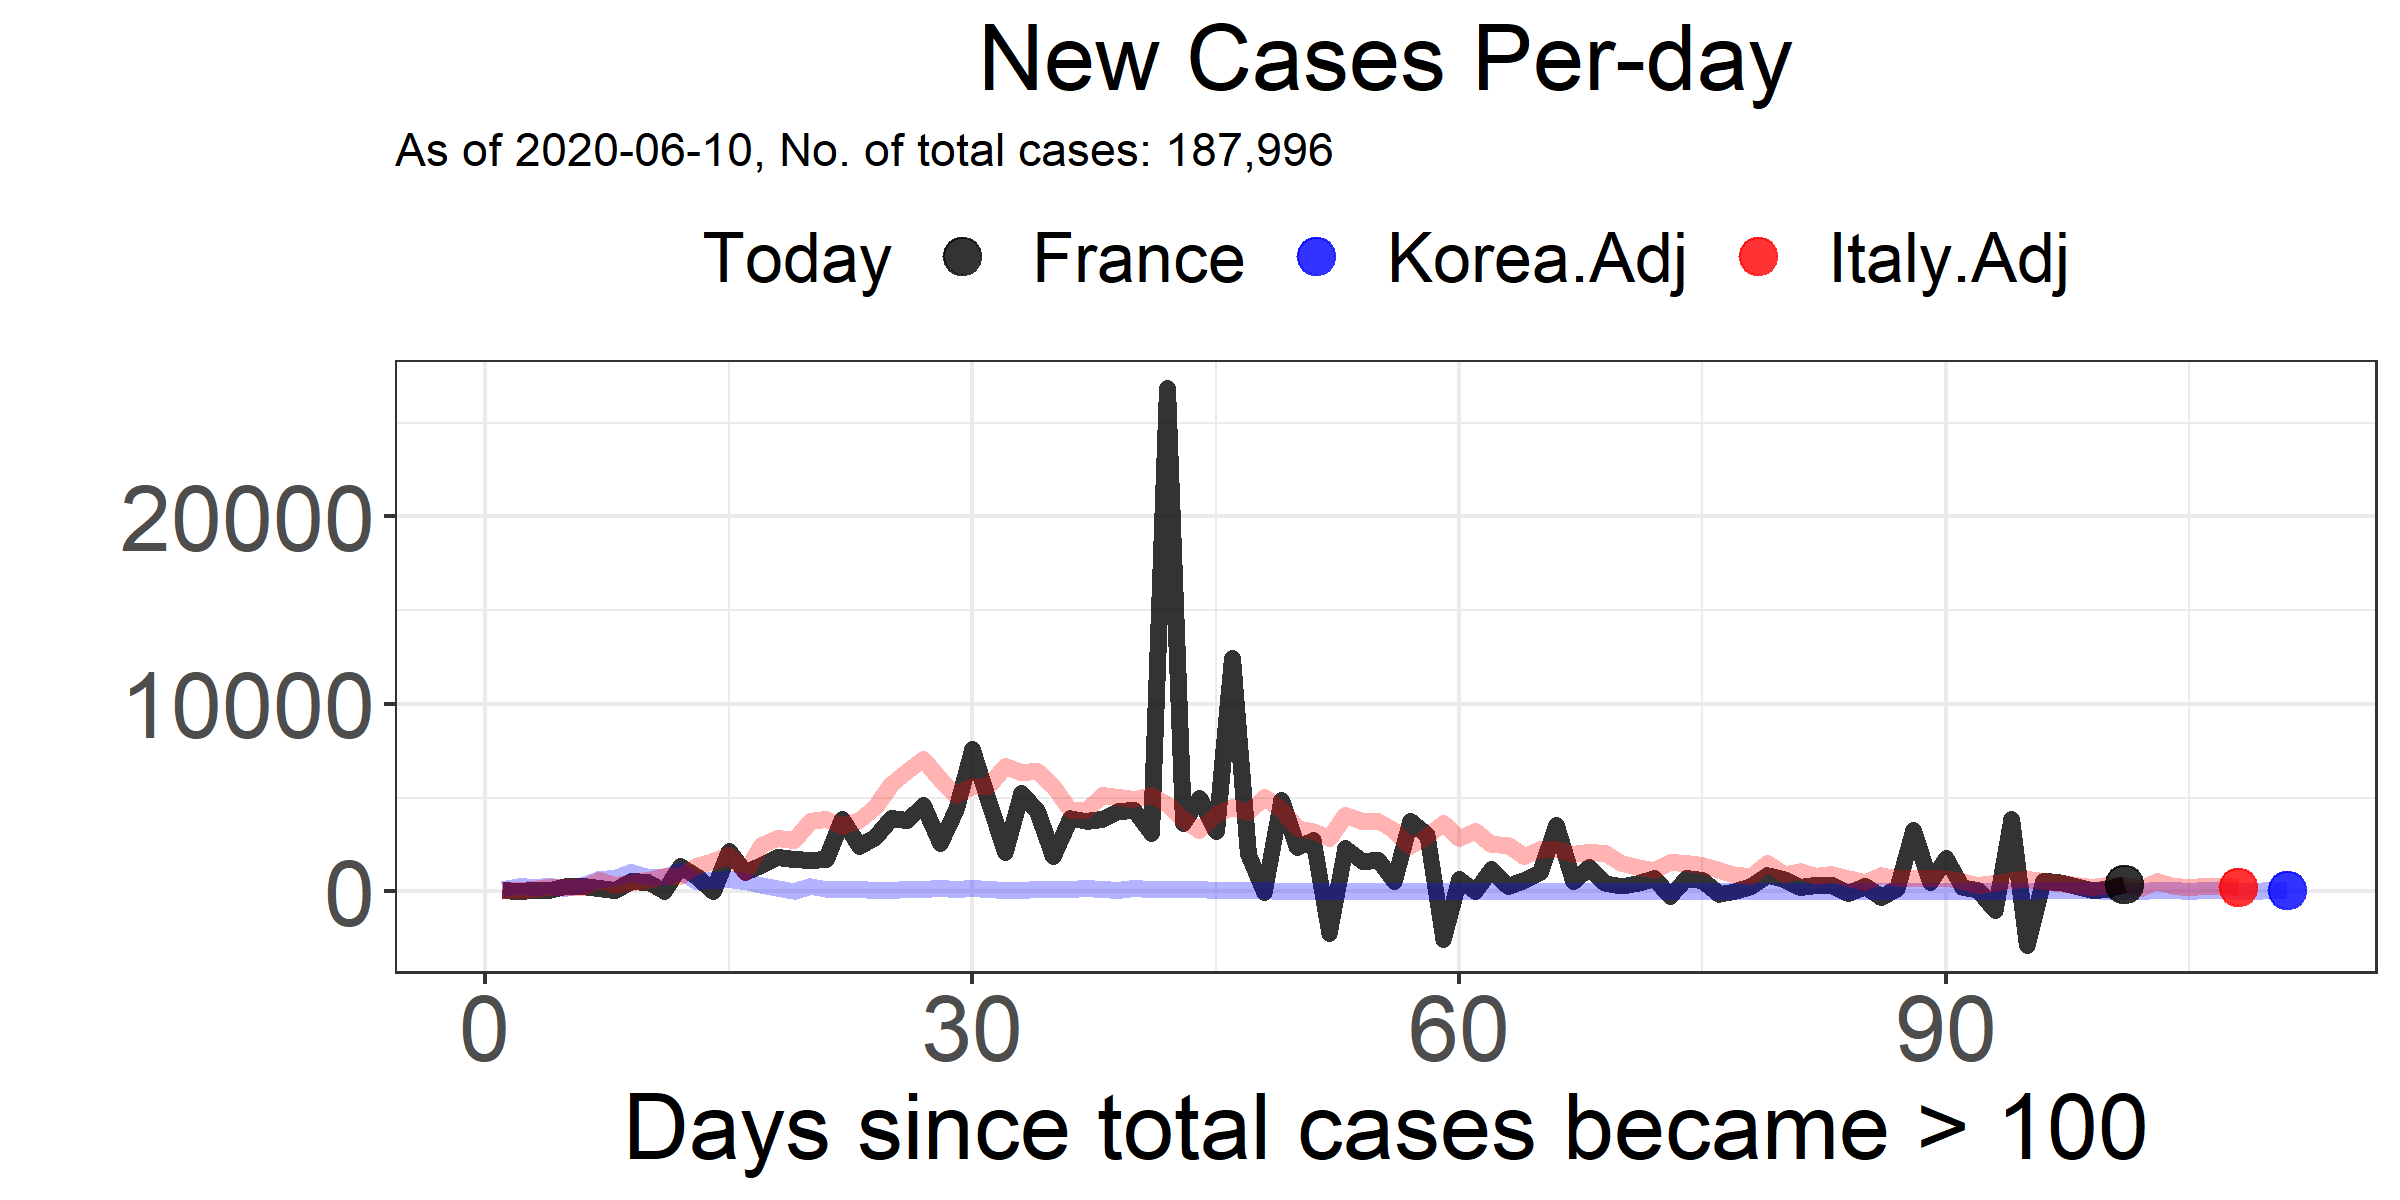 New Cases Per-day
As of 2020-06-10, No. of total cases: 187,996
Today France Korea.Adj Italy.Adj
20000
10000
0
0 30 60 90
Days since total cases became > 100